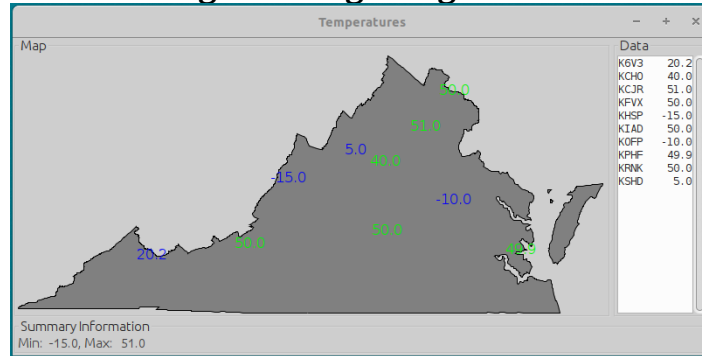 Temperatures
Map
Data
K6V3 20.2
KCHO 40.0
KCJR 51.0
KFVX 50.0
KHSP -15.0
KIAD 50.0
KOFP -10.0
KPHF 49.9
KRNK 50.0
KSHD 5.0
50.0
51.0
5.0
40.0
-15.0
-10.0
50.0
50.0
49.9
20.2
Summary Information
Min: -15.0, Max: 51.0